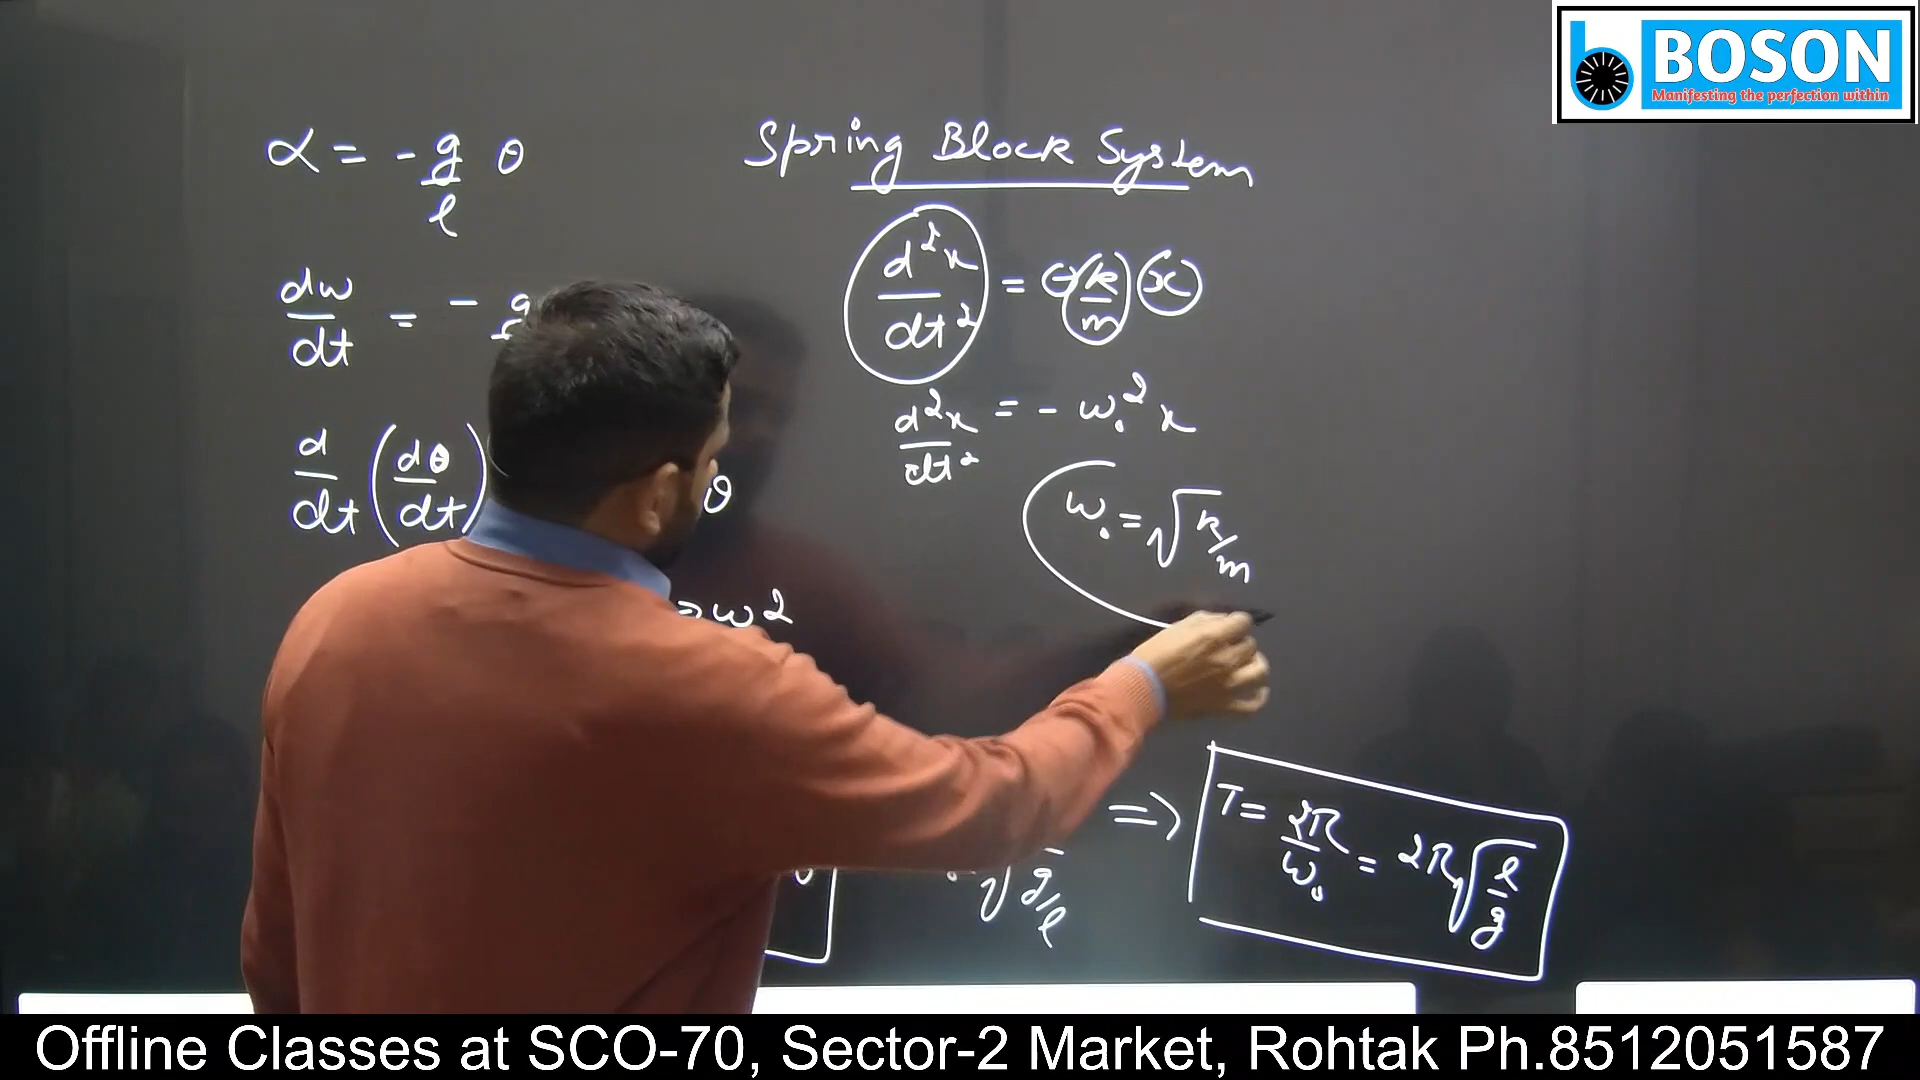 BOSON
Manifesting the perfection within
α = - g/l θ
dω/dt = - g
d/dt (dθ/dt) θ
⇒ ω2
Spring Block System
d²x/dt² = (-)(k/m)(x)
d²x/dt² = - ω₀² x
ω₀ = √k/m
√g/l
⇒ T = 2π/ω₀ = 2π√l/g
Offline Classes at SCO-70, Sector-2 Market, Rohtak Ph.8512051587